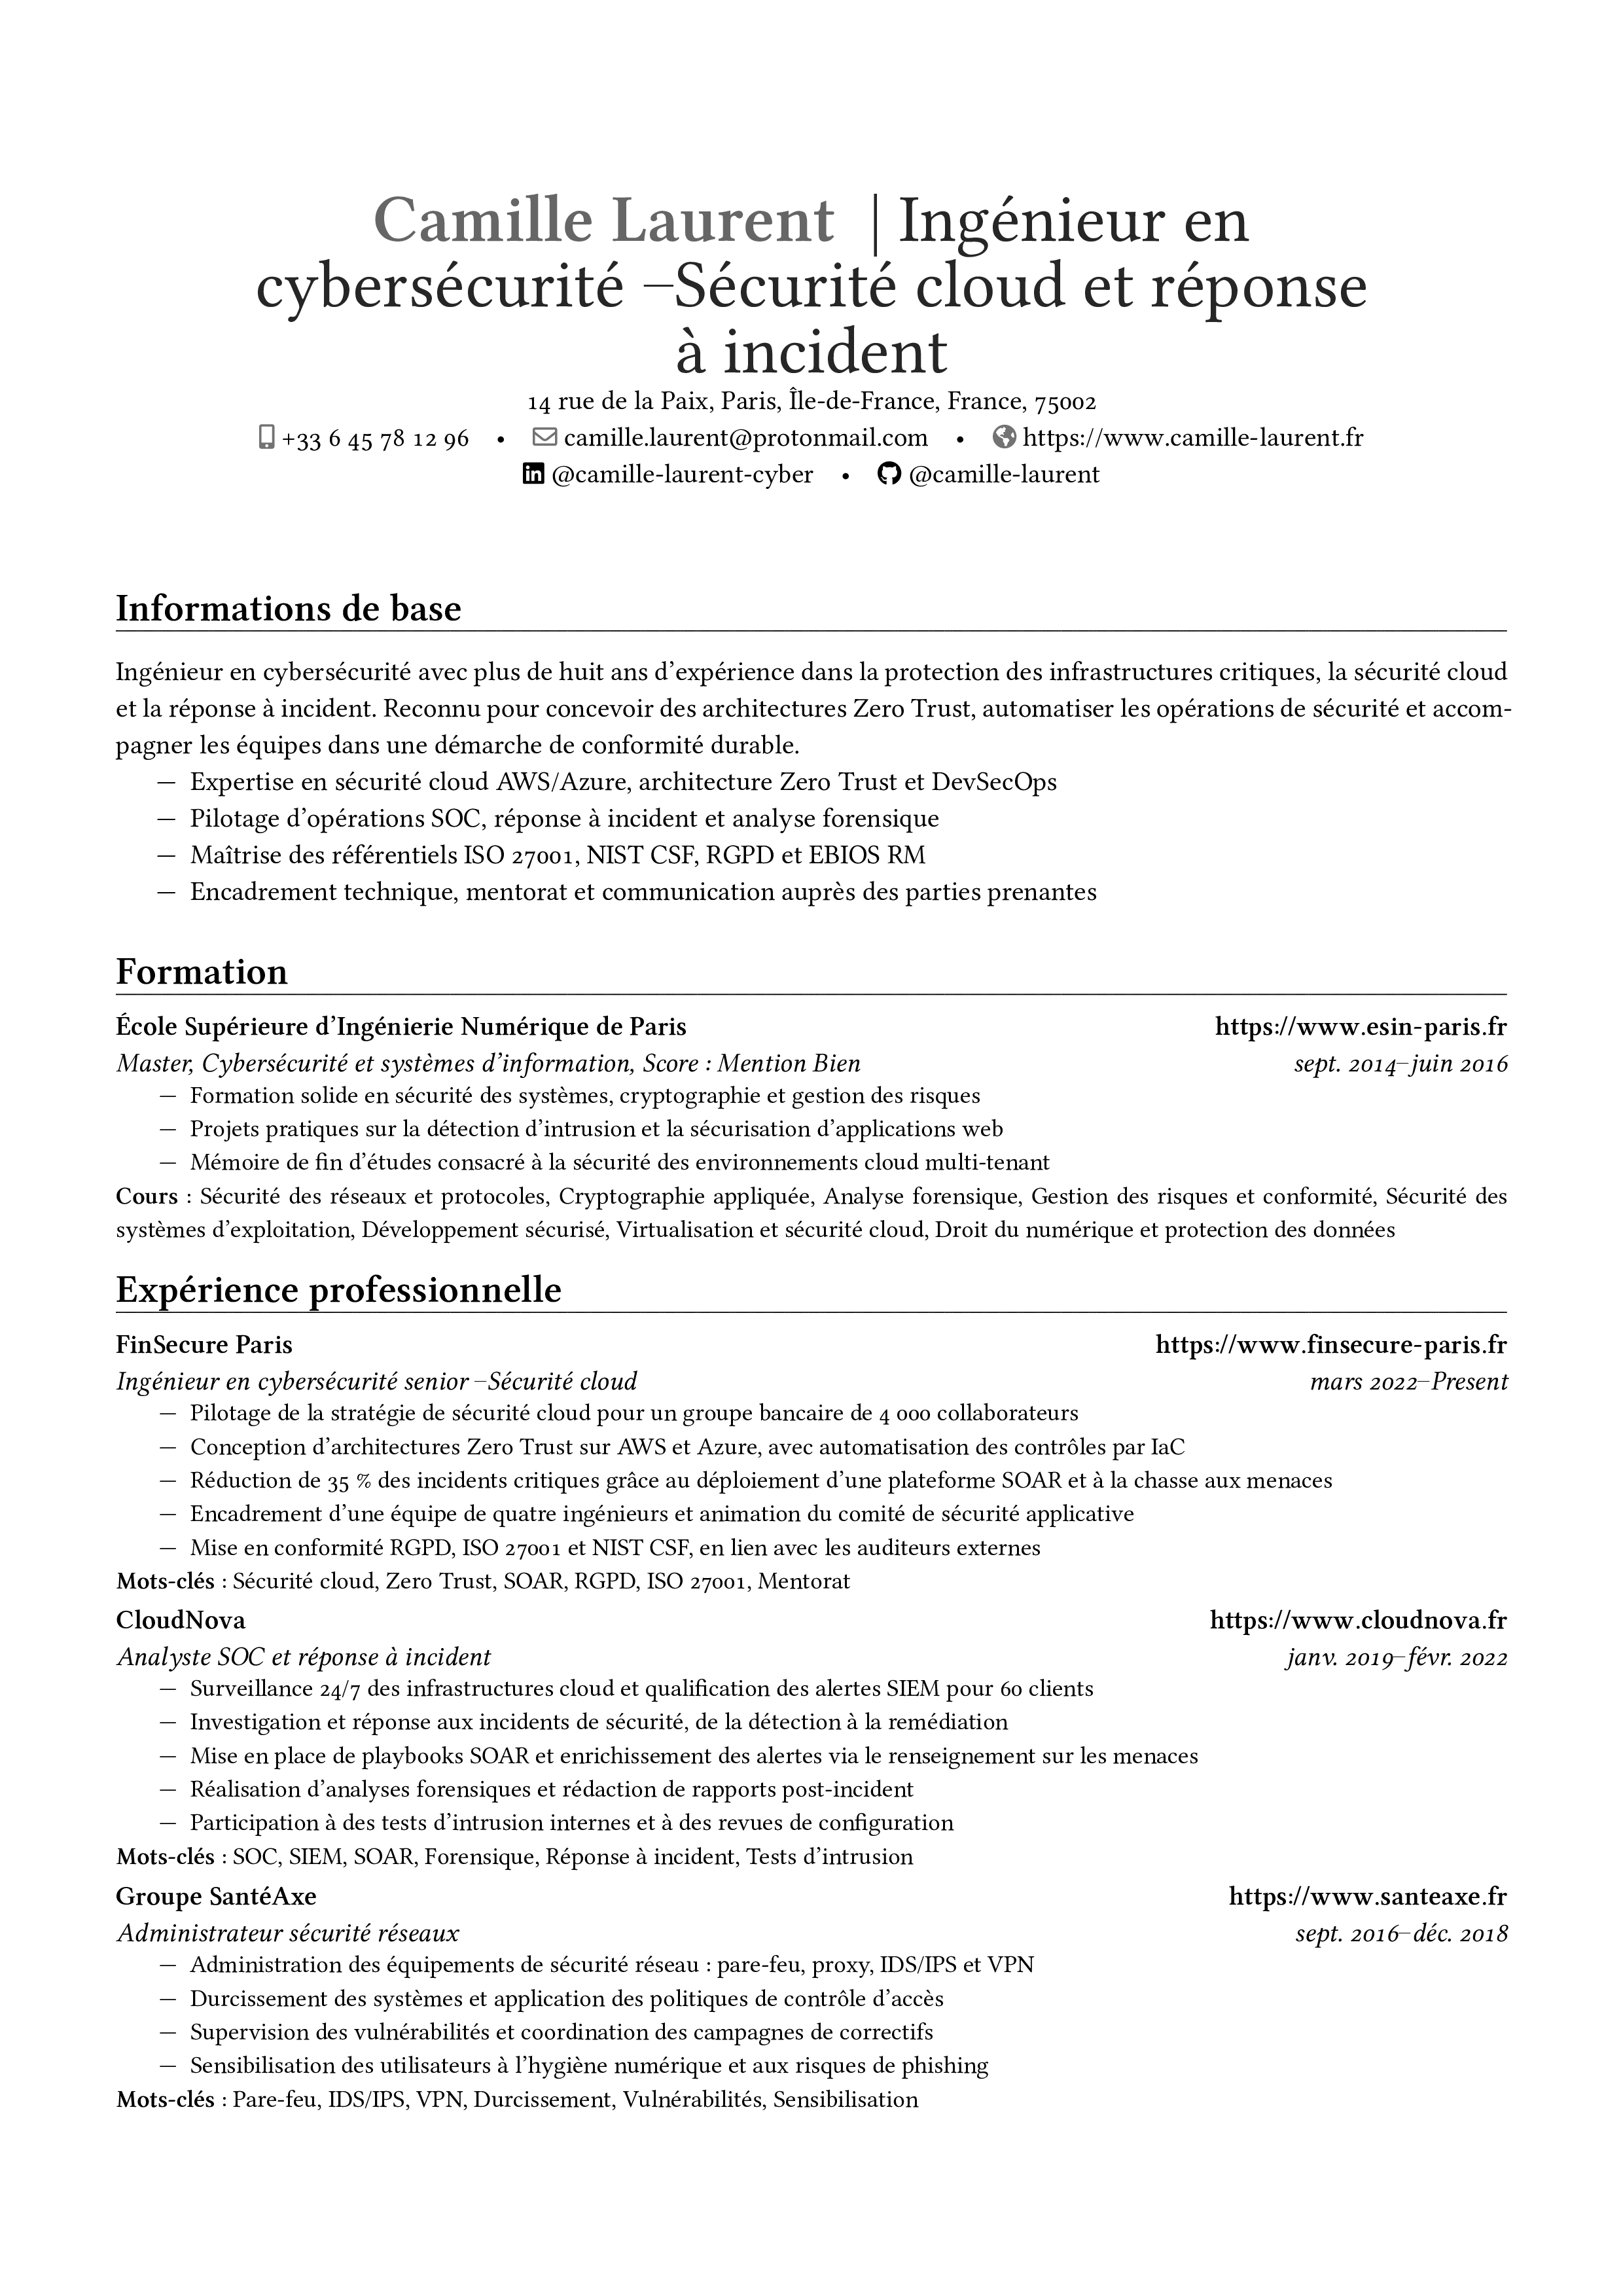 Camille Laurent | Ingénieur en
cybersécurité –Sécurité cloud et réponse
à incident
14 rue de la Paix, Paris, Île-de-France, France, 75002
+33 6 45 78 12 96 • camille.laurent@protonmail.com • https://www.camille-laurent.fr
@camille-laurent-cyber • @camille-laurent
Informations de base
Ingénieur en cybersécurité avec plus de huit ans d’expérience dans la protection des infrastructures critiques, la sécurité cloud
et la réponse à incident. Reconnu pour concevoir des architectures Zero Trust, automatiser les opérations de sécurité et accom-
pagner les équipes dans une démarche de conformité durable.
— Expertise en sécurité cloud AWS/Azure, architecture Zero Trust et DevSecOps
— Pilotage d’opérations SOC, réponse à incident et analyse forensique
— Maîtrise des référentiels ISO 27001, NIST CSF, RGPD et EBIOS RM
— Encadrement technique, mentorat et communication auprès des parties prenantes
Formation
École Supérieure d’Ingénierie Numérique de Paris https://www.esin-paris.fr
Master, Cybersécurité et systèmes d’information, Score : Mention Bien sept. 2014–juin 2016
— Formation solide en sécurité des systèmes, cryptographie et gestion des risques
— Projets pratiques sur la détection d’intrusion et la sécurisation d’applications web
— Mémoire de fin d’études consacré à la sécurité des environnements cloud multi-tenant
Cours : Sécurité des réseaux et protocoles, Cryptographie appliquée, Analyse forensique, Gestion des risques et conformité, Sécurité des
systèmes d’exploitation, Développement sécurisé, Virtualisation et sécurité cloud, Droit du numérique et protection des données
Expérience professionnelle
FinSecure Paris https://www.finsecure-paris.fr
Ingénieur en cybersécurité senior –Sécurité cloud mars 2022–Present
— Pilotage de la stratégie de sécurité cloud pour un groupe bancaire de 4 000 collaborateurs
— Conception d’architectures Zero Trust sur AWS et Azure, avec automatisation des contrôles par IaC
— Réduction de 35 % des incidents critiques grâce au déploiement d’une plateforme SOAR et à la chasse aux menaces
— Encadrement d’une équipe de quatre ingénieurs et animation du comité de sécurité applicative
— Mise en conformité RGPD, ISO 27001 et NIST CSF, en lien avec les auditeurs externes
Mots-clés : Sécurité cloud, Zero Trust, SOAR, RGPD, ISO 27001, Mentorat
CloudNova https://www.cloudnova.fr
Analyste SOC et réponse à incident janv. 2019–févr. 2022
— Surveillance 24/7 des infrastructures cloud et qualification des alertes SIEM pour 60 clients
— Investigation et réponse aux incidents de sécurité, de la détection à la remédiation
— Mise en place de playbooks SOAR et enrichissement des alertes via le renseignement sur les menaces
— Réalisation d’analyses forensiques et rédaction de rapports post-incident
— Participation à des tests d’intrusion internes et à des revues de configuration
Mots-clés : SOC, SIEM, SOAR, Forensique, Réponse à incident, Tests d’intrusion
Groupe SantéAxe https://www.santeaxe.fr
Administrateur sécurité réseaux sept. 2016–déc. 2018
— Administration des équipements de sécurité réseau : pare-feu, proxy, IDS/IPS et VPN
— Durcissement des systèmes et application des politiques de contrôle d’accès
— Supervision des vulnérabilités et coordination des campagnes de correctifs
— Sensibilisation des utilisateurs à l’hygiène numérique et aux risques de phishing
Mots-clés : Pare-feu, IDS/IPS, VPN, Durcissement, Vulnérabilités, Sensibilisation